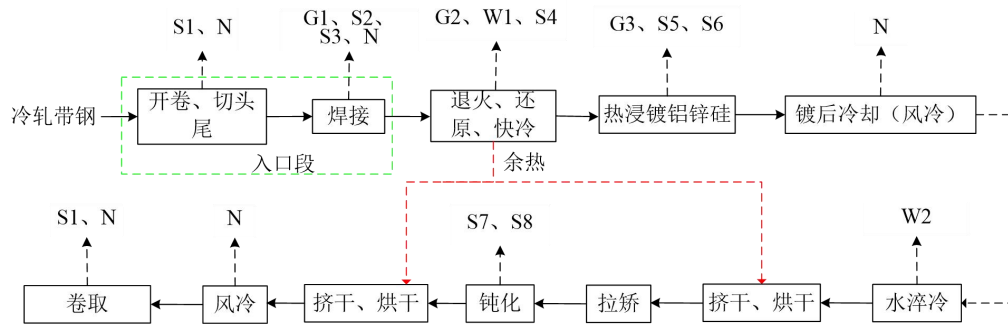 S1、N
G1、S2、
S3、N
G2、W1、S4
G3、S5、S6
N
冷轧带钢
开卷、切头
尾
焊接
退火、还
原、快冷
热浸镀铝锌硅
镀后冷却（风冷）
入口段
余热
S1、N
N
S7、S8
W2
卷取
风冷
挤干、烘干
钝化
拉矫
挤干、烘干
水淬冷